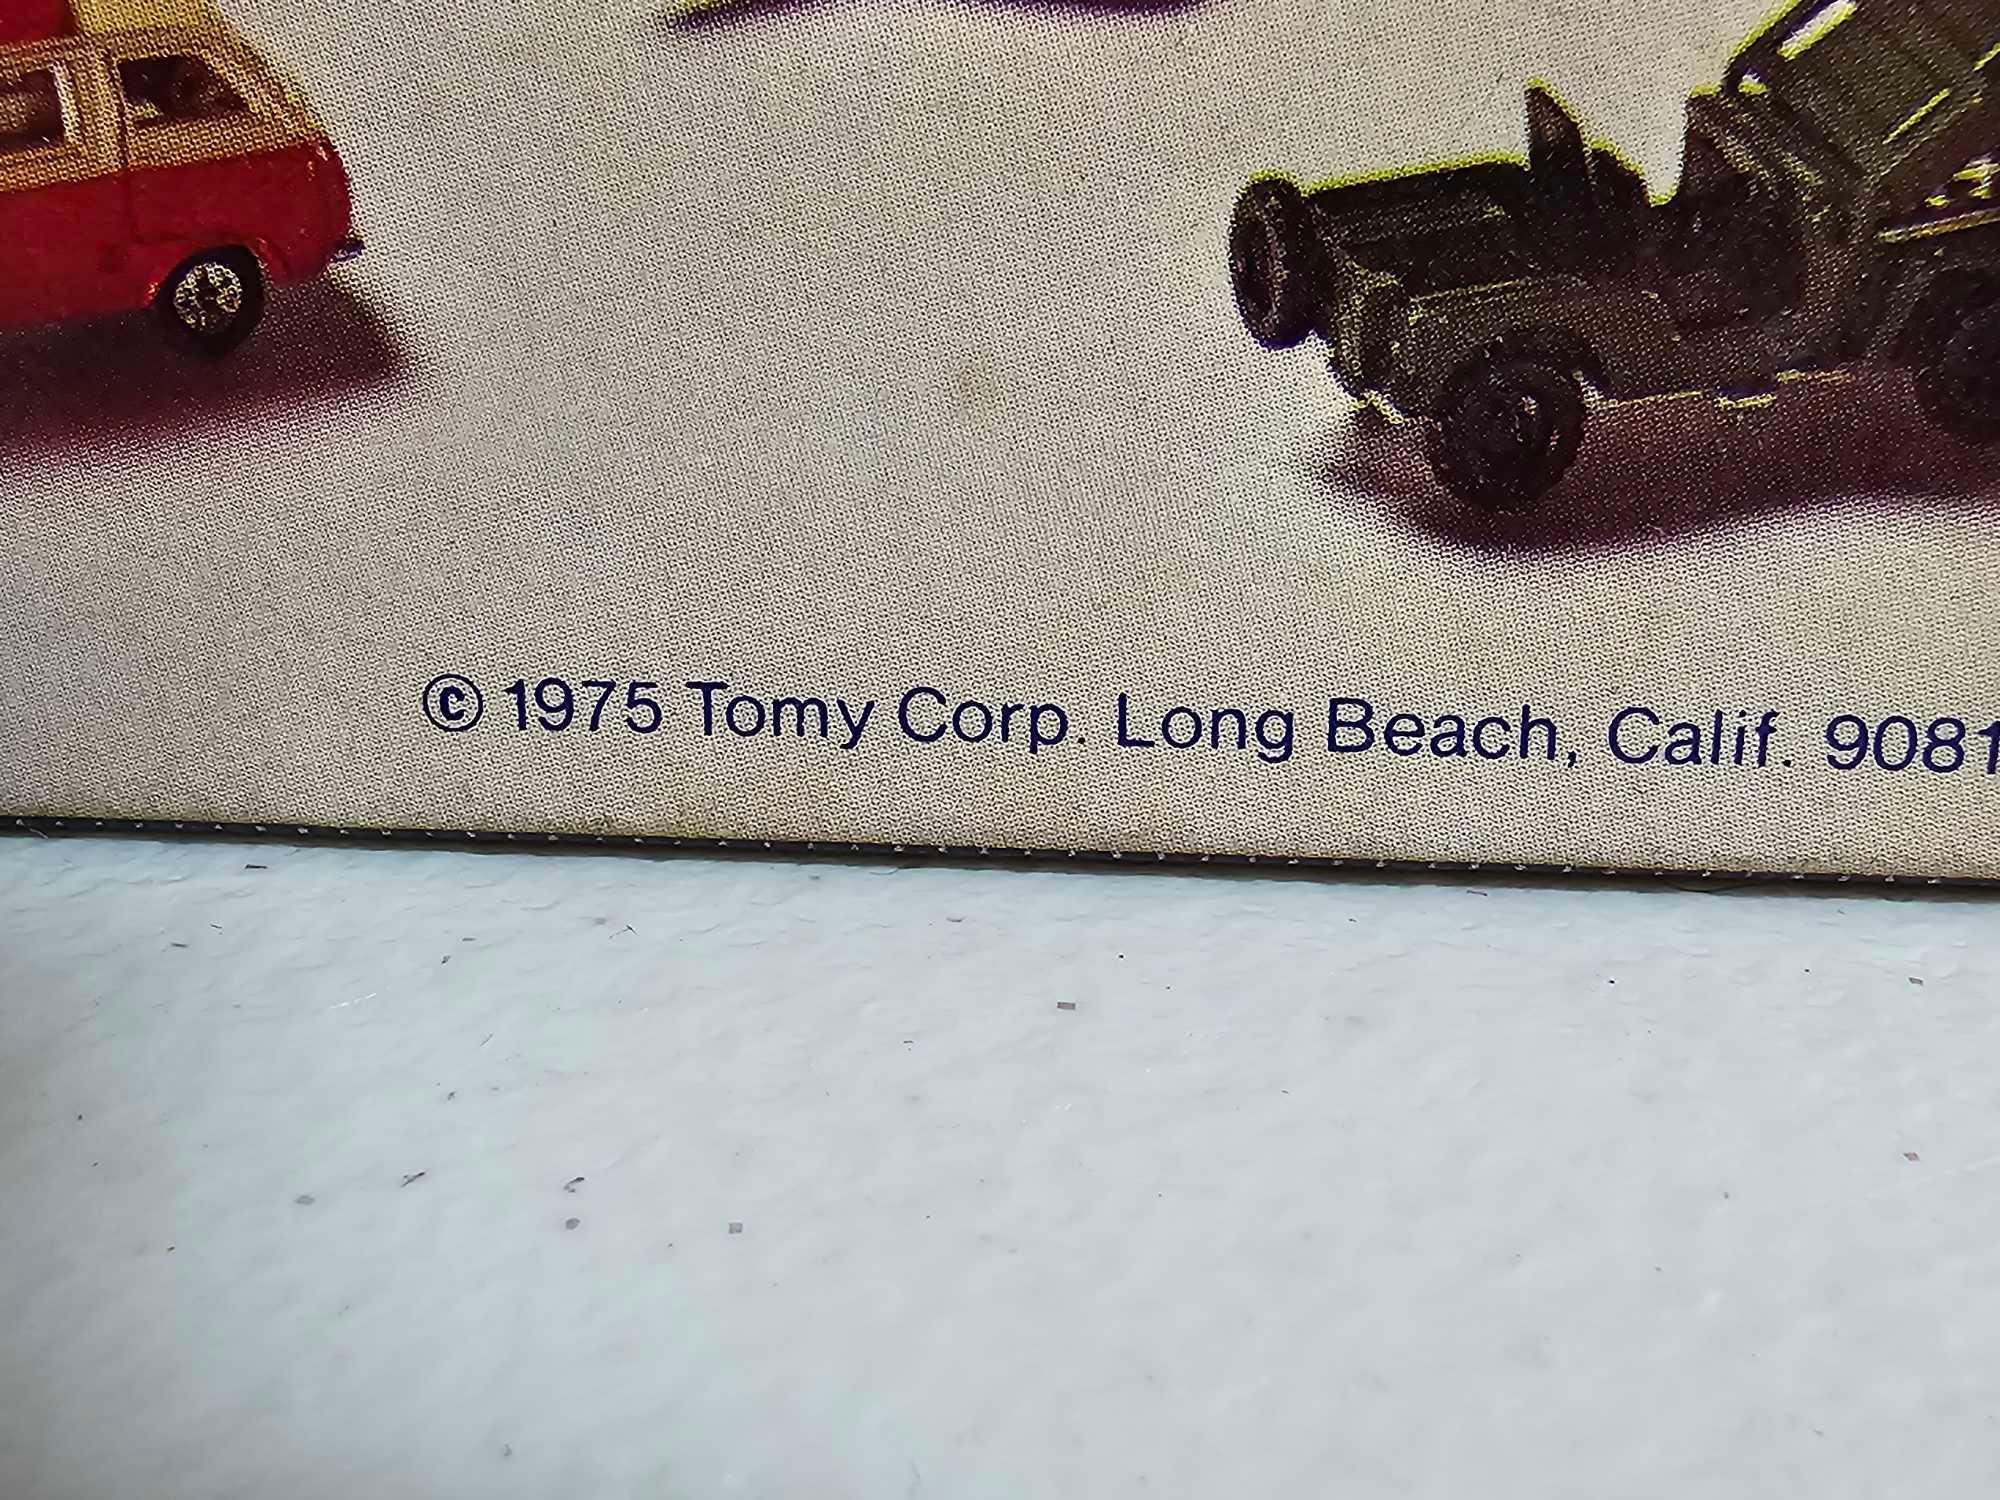 © 1975 Tomy Corp. Long Beach, Calif. 9081